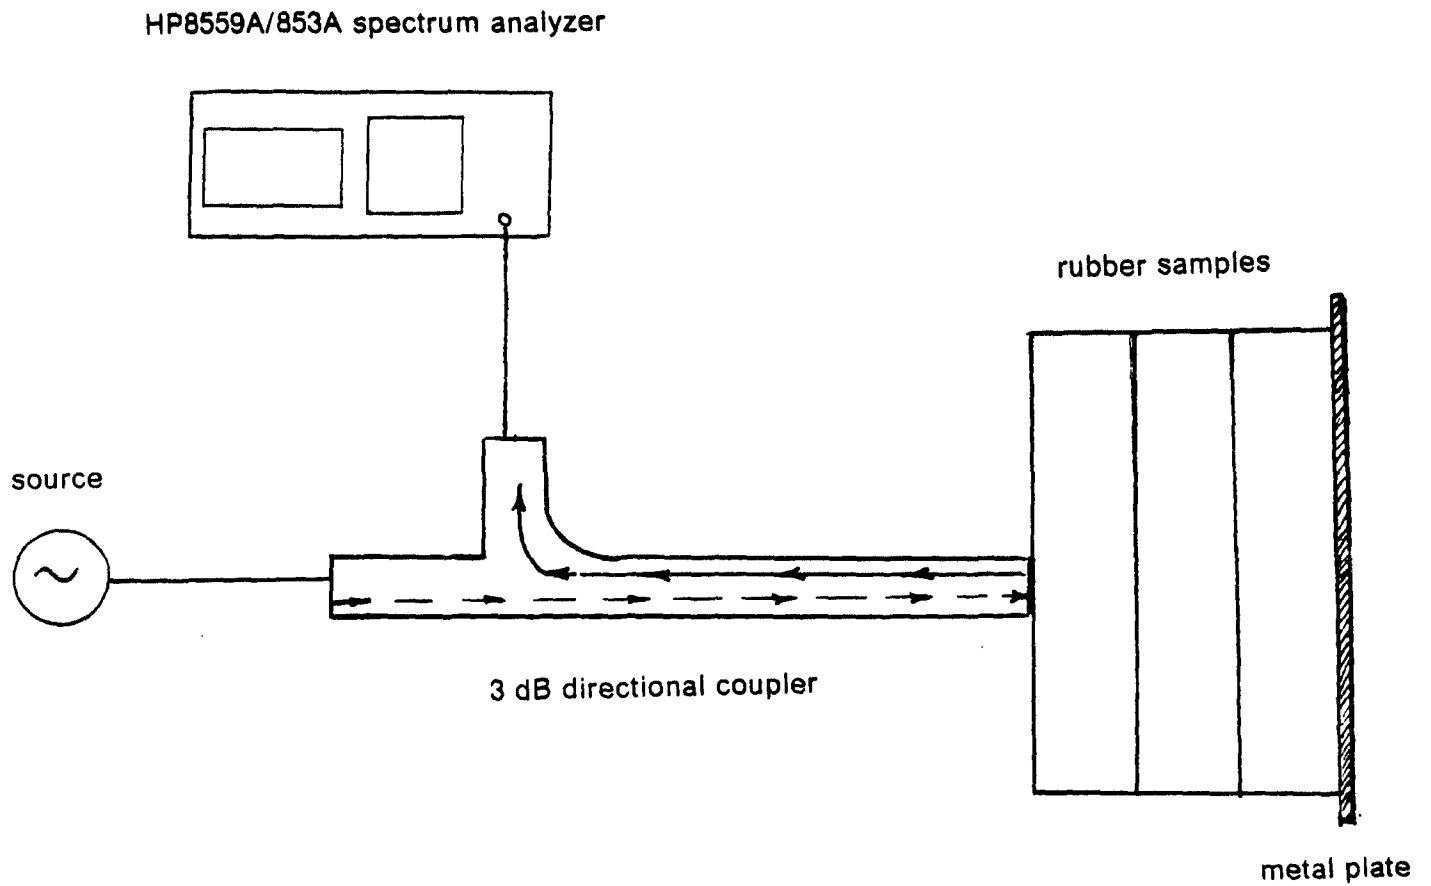 HP8559A/853A spectrum analyzer
rubber samples
source
3 dB directional coupler
metal plate